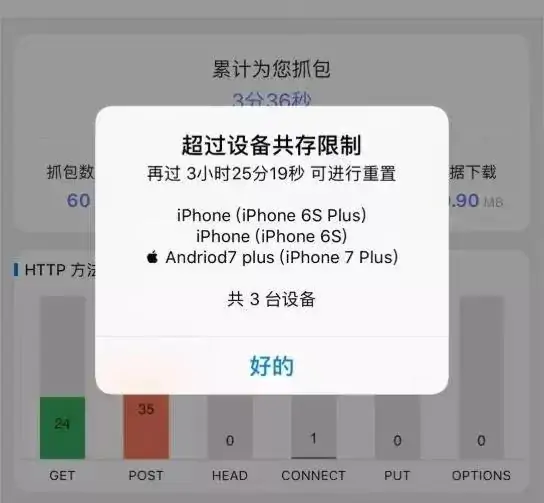 累计为您抓包
3分36秒
超过设备共存限制
再过 3小时25分19秒 可进行重置
抓包数
据下载
60
.90 MB
iPhone (iPhone 6S Plus)
iPhone (iPhone 6S)
Andriod7 plus (iPhone 7 Plus)
HTTP 方法
共 3 台设备
好的
24
35
0
1
0
0
GET
POST
HEAD
CONNECT
PUT
OPTIONS